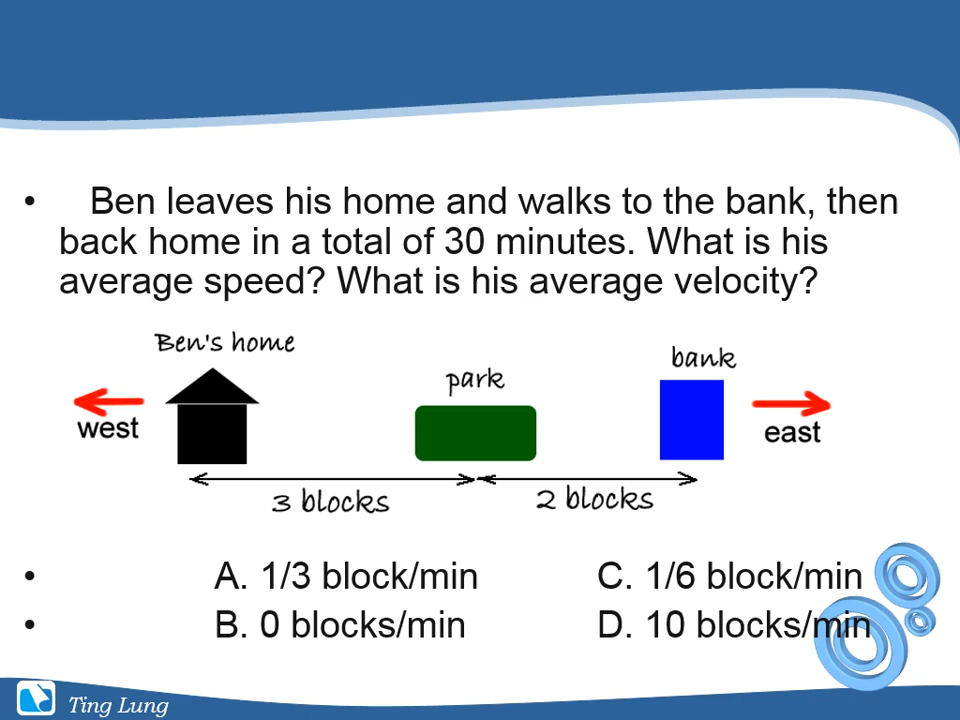 • Ben leaves his home and walks to the bank, then
back home in a total of 30 minutes. What is his
average speed? What is his average velocity?
Ben's home
bank
park
west
east
3 blocks
2 blocks
• A. 1/3 block/min C. 1/6 block/min
• B. 0 blocks/min D. 10 blocks/min
Ting Lung